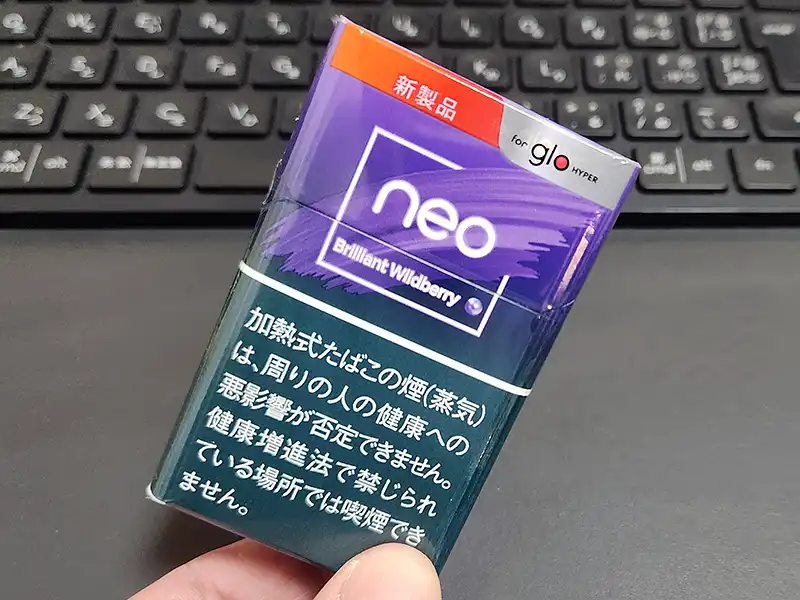 新製品
for glo HYPER
neo
Brilliant Wildberry
加熱式たばこの煙(蒸気)
は、周りの人の健康への
悪影響が否定できません。
健康増進法で禁じられ
ている場所では喫煙でき
ません。